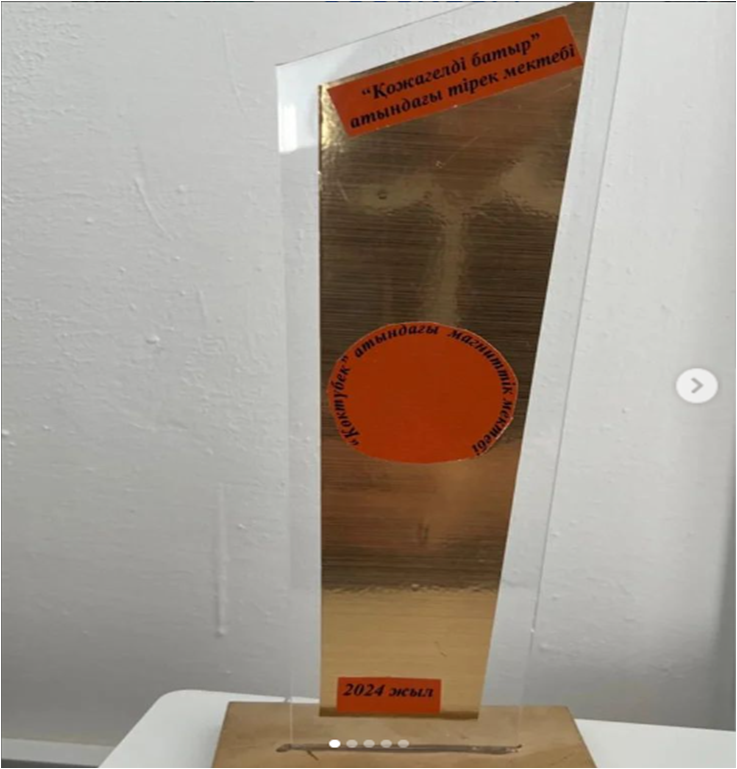 “Қожагелді батыр”
атындағы тірек мектебі
“Көктүбек” атындағы магниттік мектебі
2024 жыл